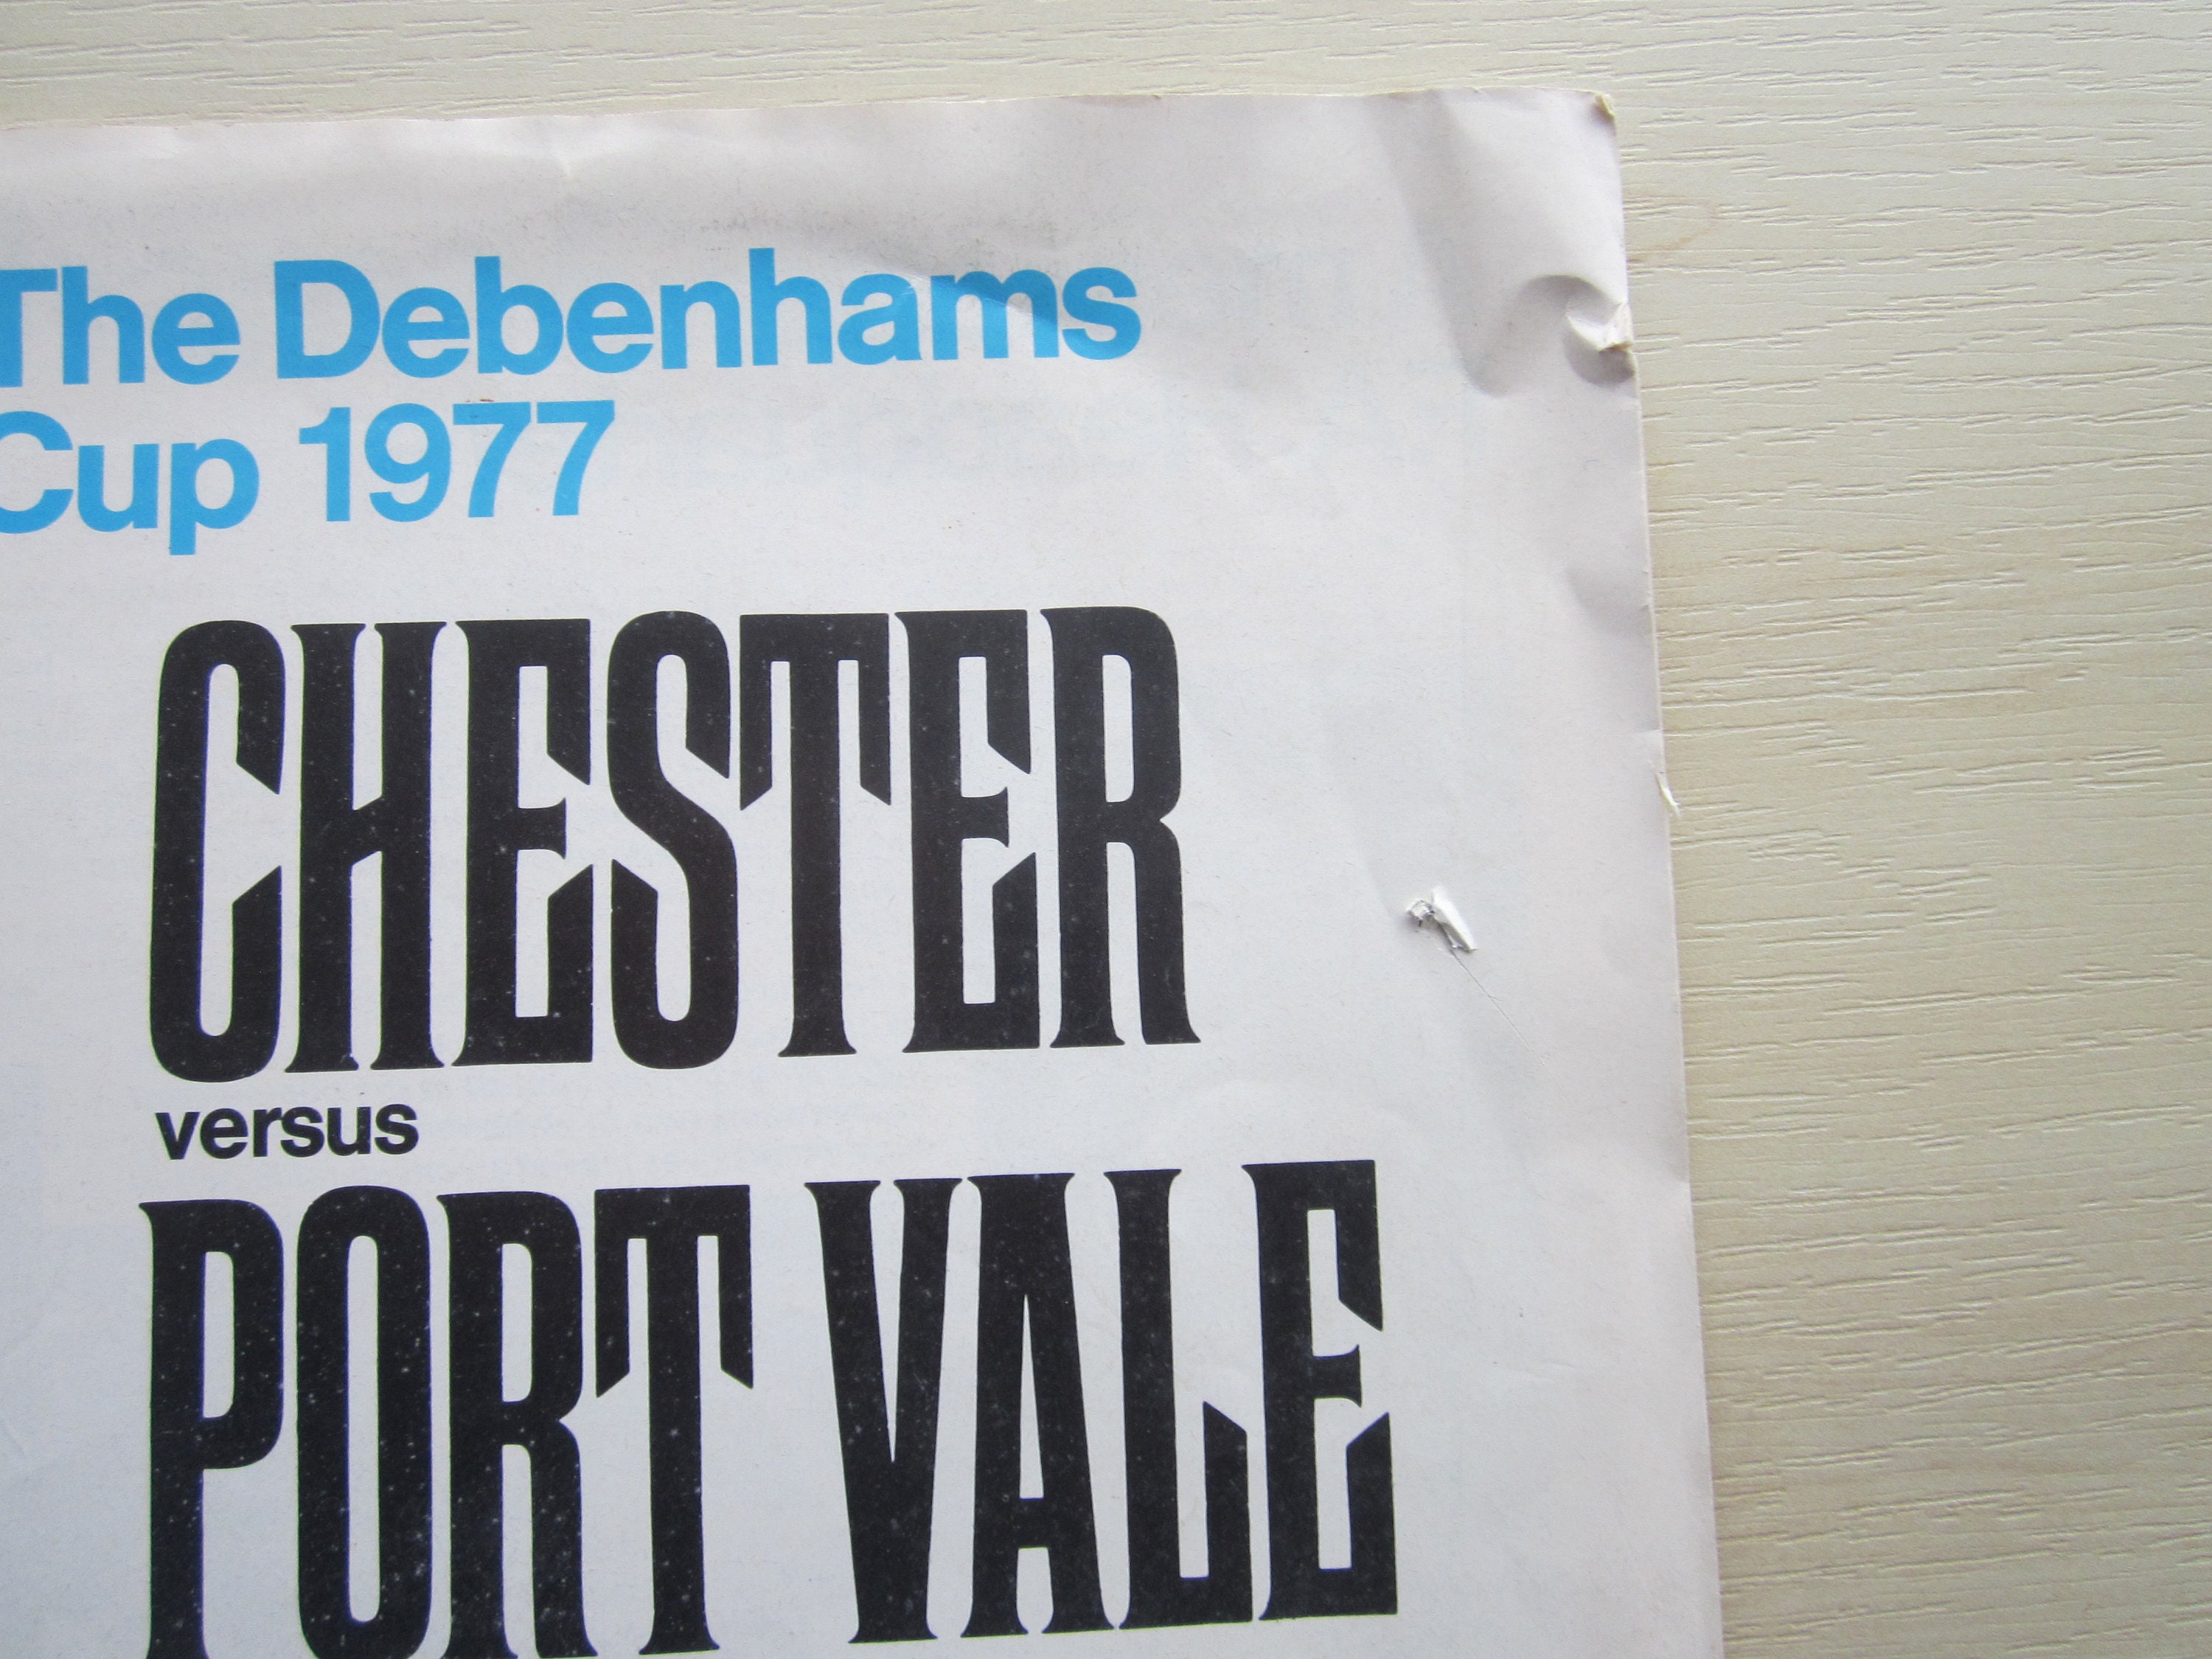 The Debenhams
Cup 1977
CHESTER
versus
PORT VALE